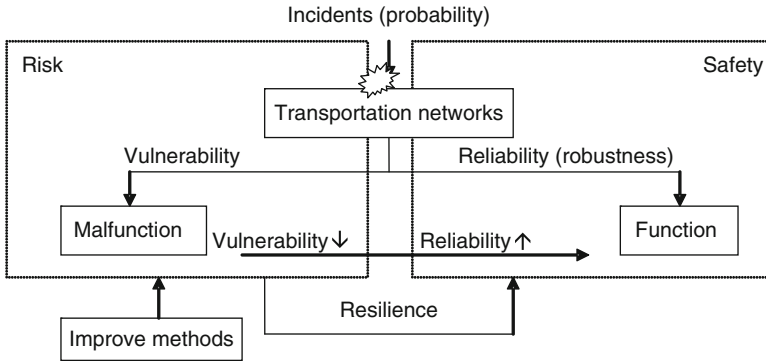 Incidents (probability)
Risk
Safety
Transportation networks
Vulnerability
Reliability (robustness)
Malfunction
Function
Vulnerability↓
Reliability↑
Resilience
Improve methods